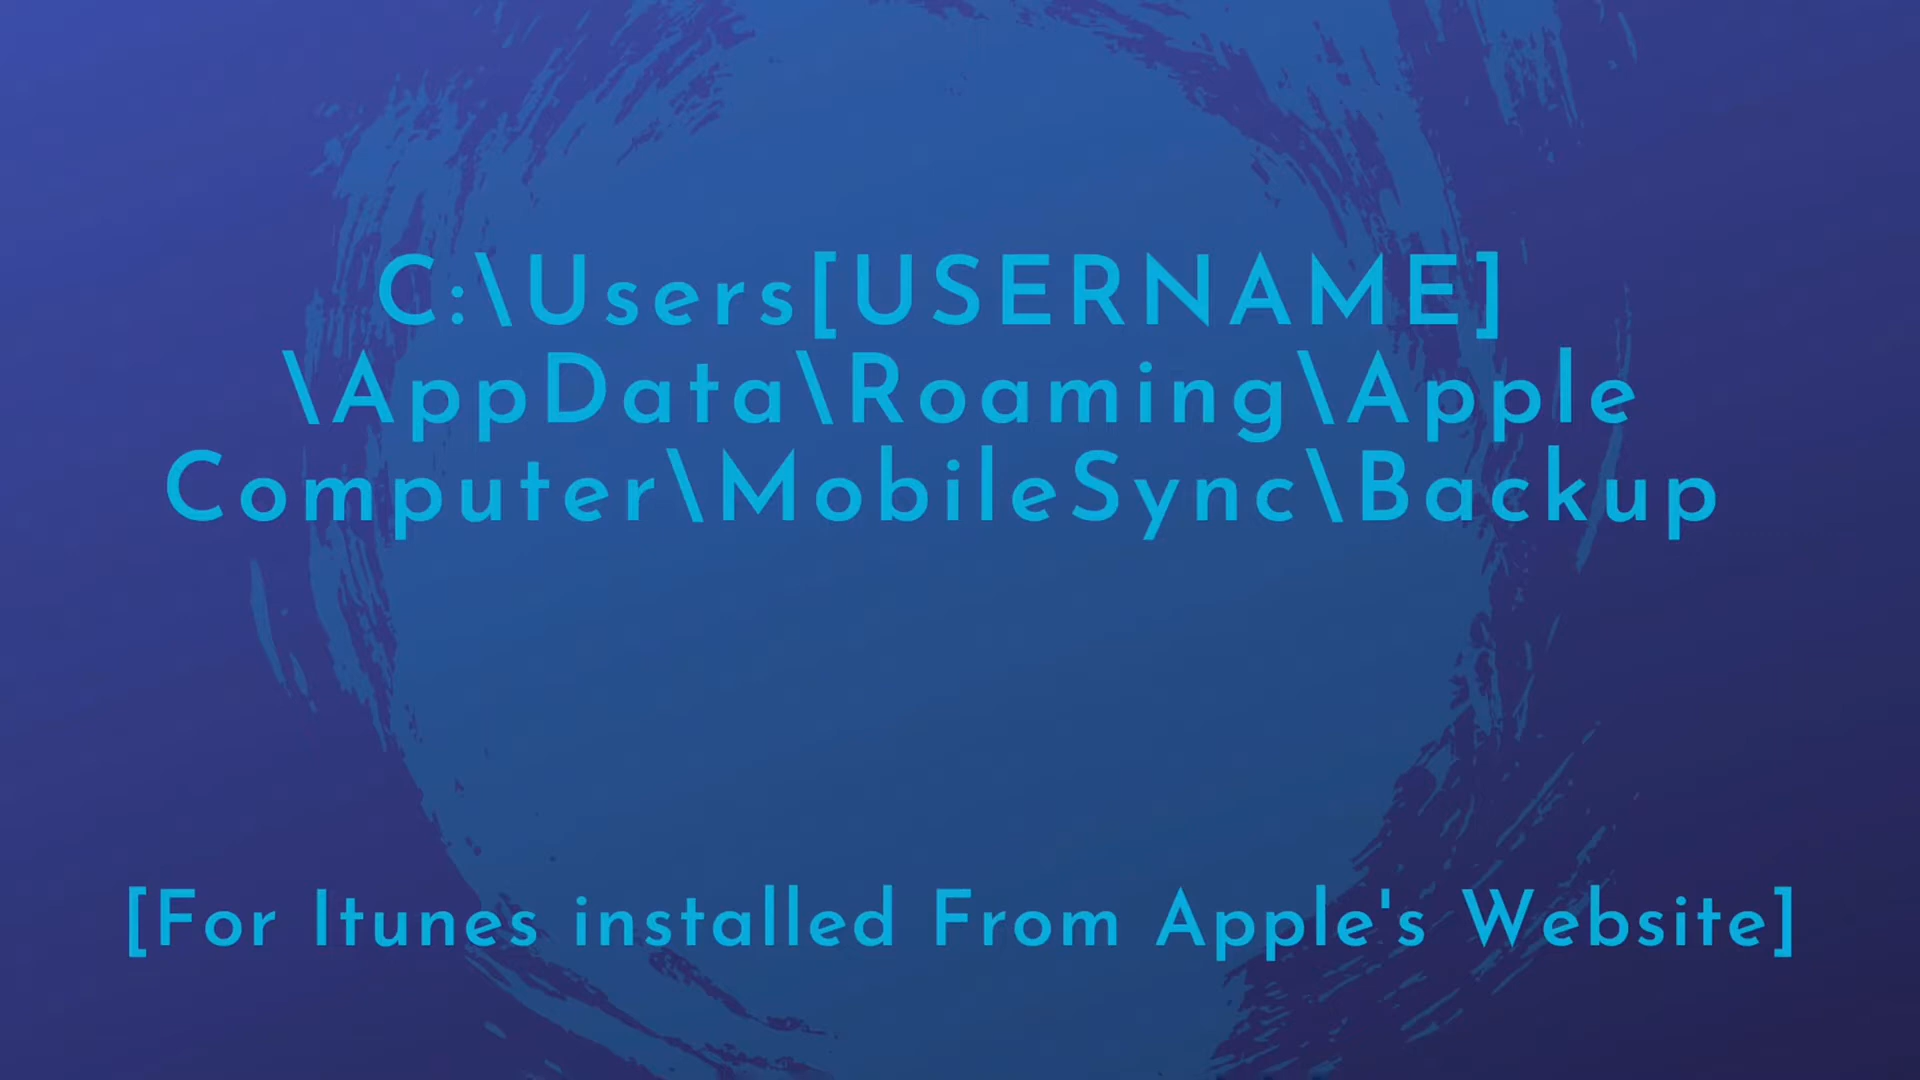 C:\Users[USERNAME]
\AppData\Roaming\Apple
Computer\MobileSync\Backup
[For Itunes installed From Apple's Website]